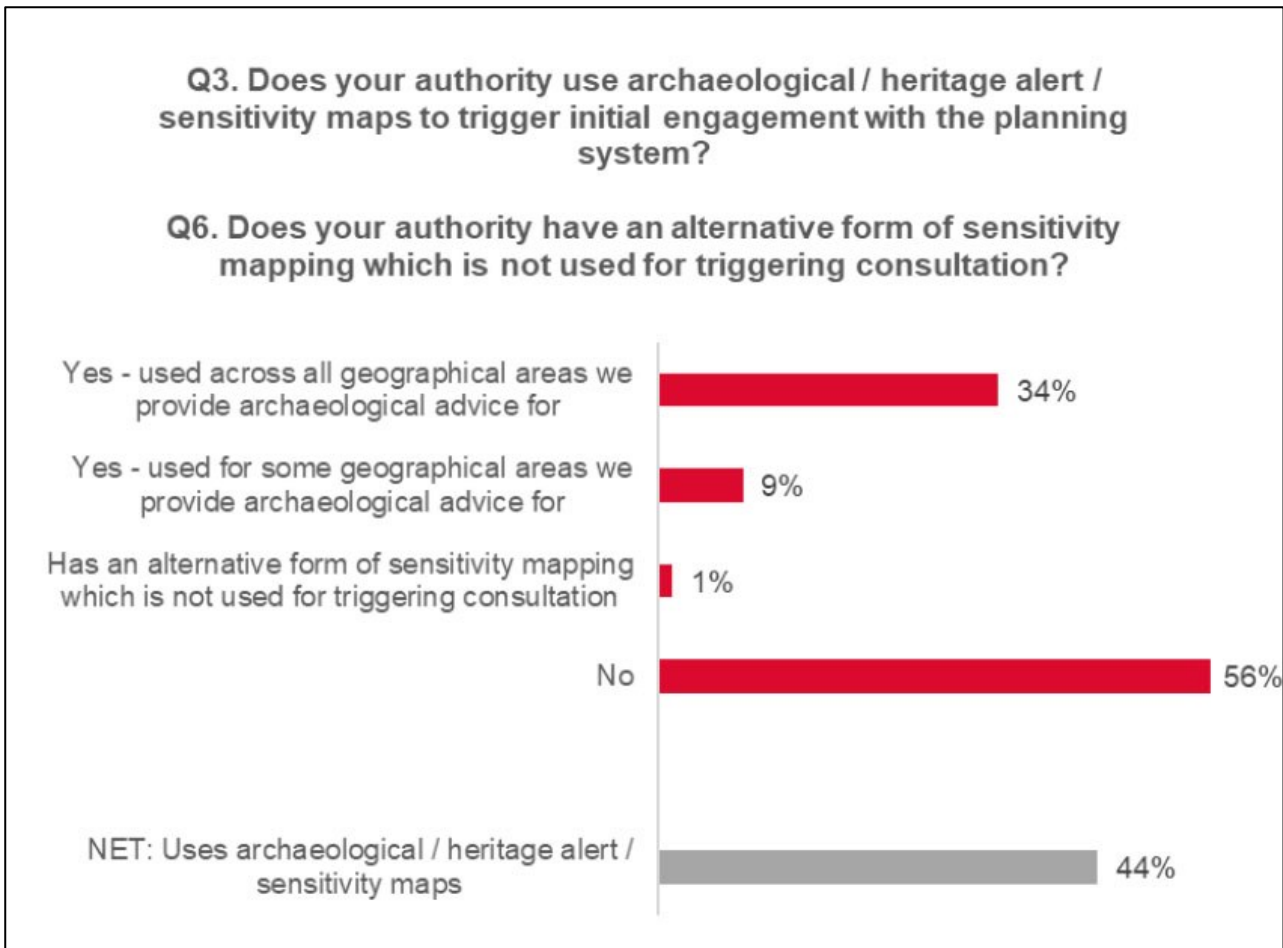 Q3. Does your authority use archaeological / heritage alert /
sensitivity maps to trigger initial engagement with the planning
system?
Q6. Does your authority have an alternative form of sensitivity
mapping which is not used for triggering consultation?
Yes - used across all geographical areas we
provide archaeological advice for
34%
Yes - used for some geographical areas we
provide archaeological advice for
9%
Has an alternative form of sensitivity mapping
which is not used for triggering consultation
1%
No
56%
NET: Uses archaeological / heritage alert /
sensitivity maps
44%